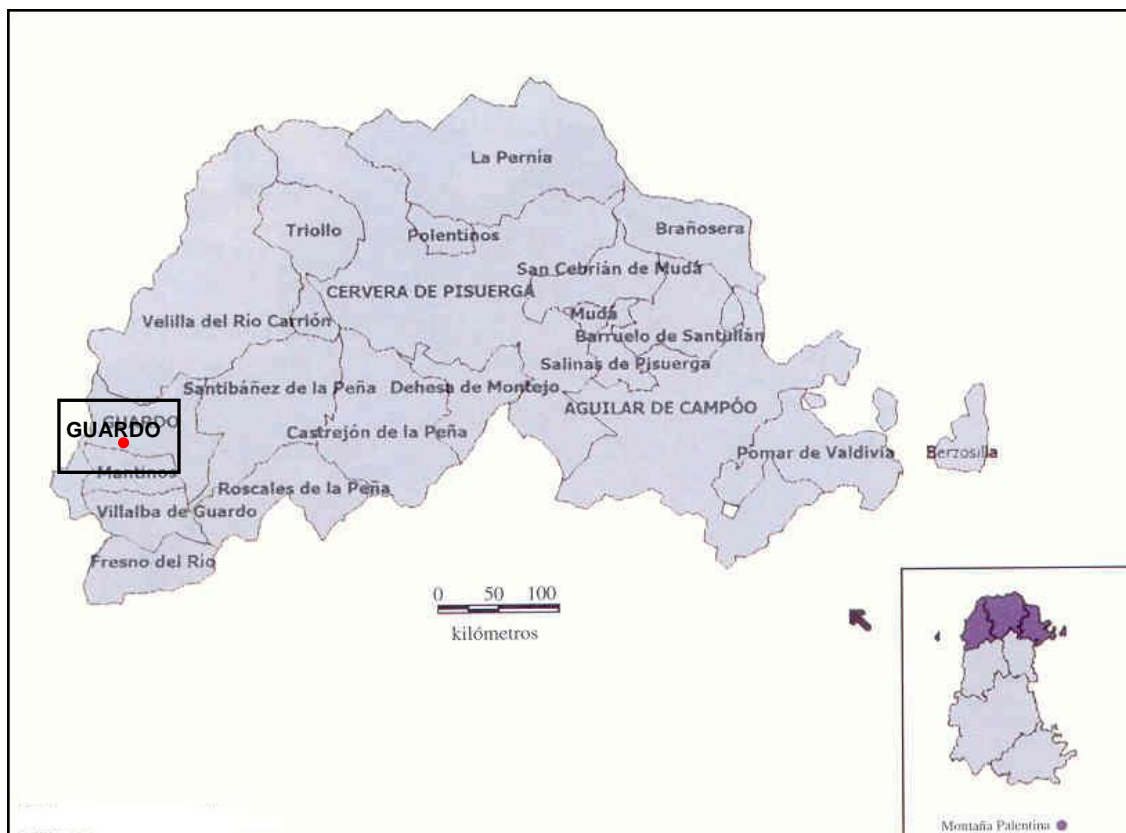 La Pernía
Triollo
Polentinos
Brañosera
San Cebrián de Mudá
CERVERA DE PISUERGA
Velilla del Río Carrión
Mudá
Barruelo de Santullán
Salinas de Pisuerga
Santibáñez de la Peña
Dehesa de Montejo
AGUILAR DE CAMPÓO
GUARDO
GUARDO
Castrejón de la Peña
Pomar de Valdivia
Berzosilla
Mantinos
Roscales de la Peña
Villalba de Guardo
Fresno del Río
0 50 100
kilómetros
Montaña Palentina